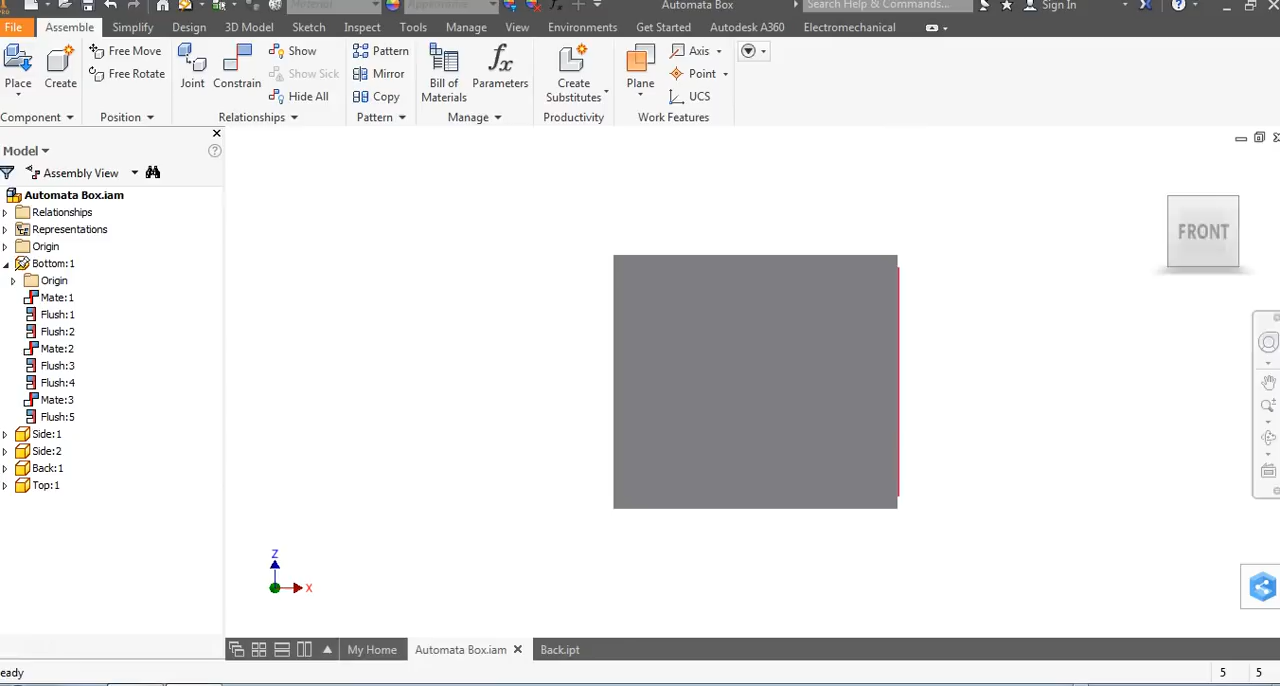 Material
Appearance
Automata Box
Search Help & Commands...
Sign In
File
Assemble
Simplify
Design
3D Model
Sketch
Inspect
Tools
Manage
View
Environments
Get Started
Autodesk A360
Electromechanical
Place
Create
Free Move
Free Rotate
Joint
Constrain
Show
Show Sick
Hide All
Pattern
Mirror
Copy
Bill of
Materials
Parameters
Create
Substitutes
Plane
Axis
Point
UCS
Component
Position
Relationships
Pattern
Manage
Productivity
Work Features
Model
Assembly View
Automata Box.iam
Relationships
Representations
Origin
Bottom:1
Origin
Mate:1
Flush:1
Flush:2
Mate:2
Flush:3
Flush:4
Mate:3
Flush:5
Side:1
Side:2
Back:1
Top:1
FRONT
Z
X
My Home
Automata Box.iam
Back.ipt
eady
5
5